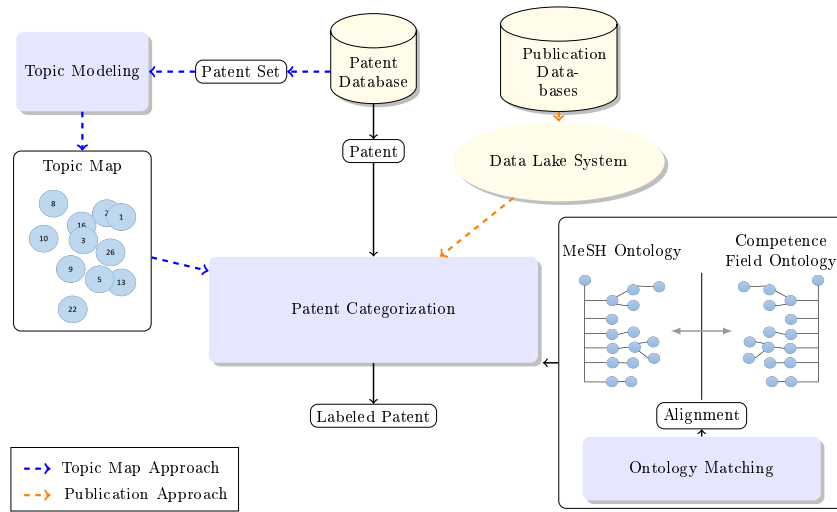 Topic Modeling
Patent Set
Patent
Database
Publication
Data-
bases
Patent
Data Lake System
Topic Map
8
2
1
16
3
10
26
9
5
13
22
MeSH Ontology
Competence
Field Ontology
Patent Categorization
Labeled Patent
Alignment
Ontology Matching
Topic Map Approach
Publication Approach